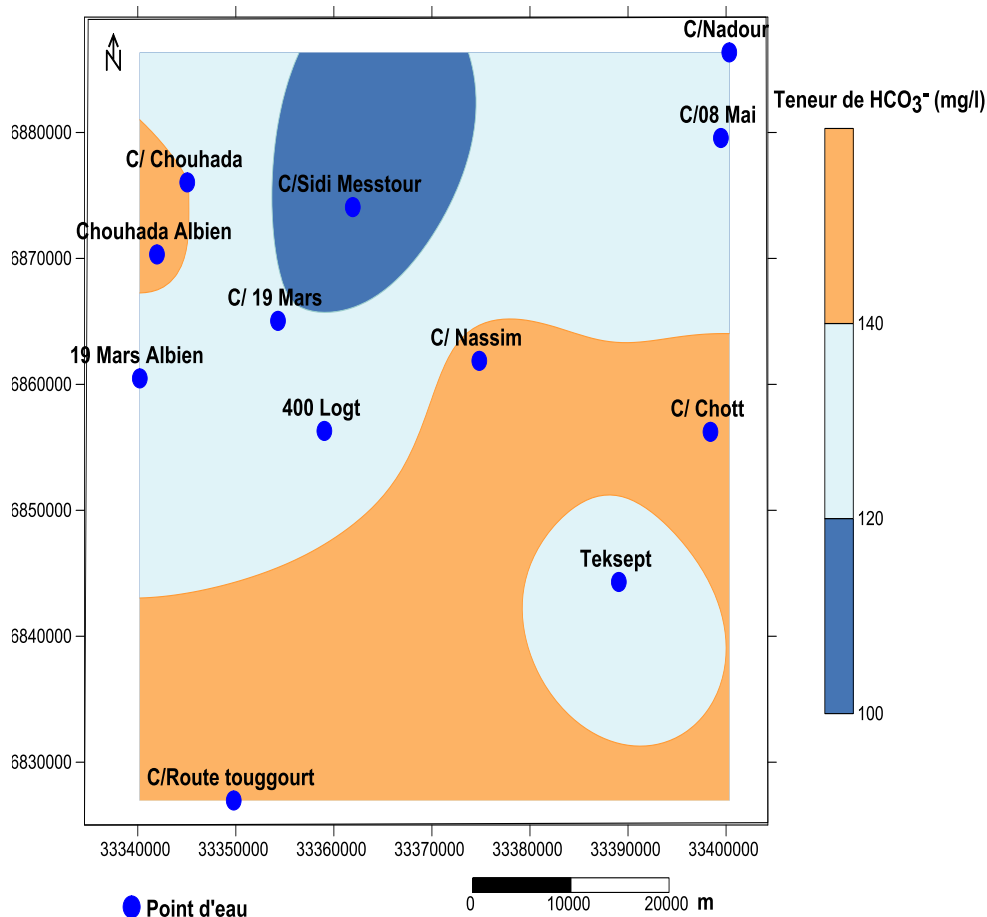 C/Nadour
N
Teneur de HCO₃⁻ (mg/l)
C/08 Mai
6880000
C/ Chouhada
C/Sidi Messtour
Chouhada Albien
6870000
C/ 19 Mars
140
C/ Nassim
19 Mars Albien
6860000
400 Logt
C/ Chott
6850000
120
Teksept
6840000
100
6830000
C/Route touggourt
33340000 33350000 33360000 33370000 33380000 33390000 33400000
0 10000 20000 m
Point d'eau